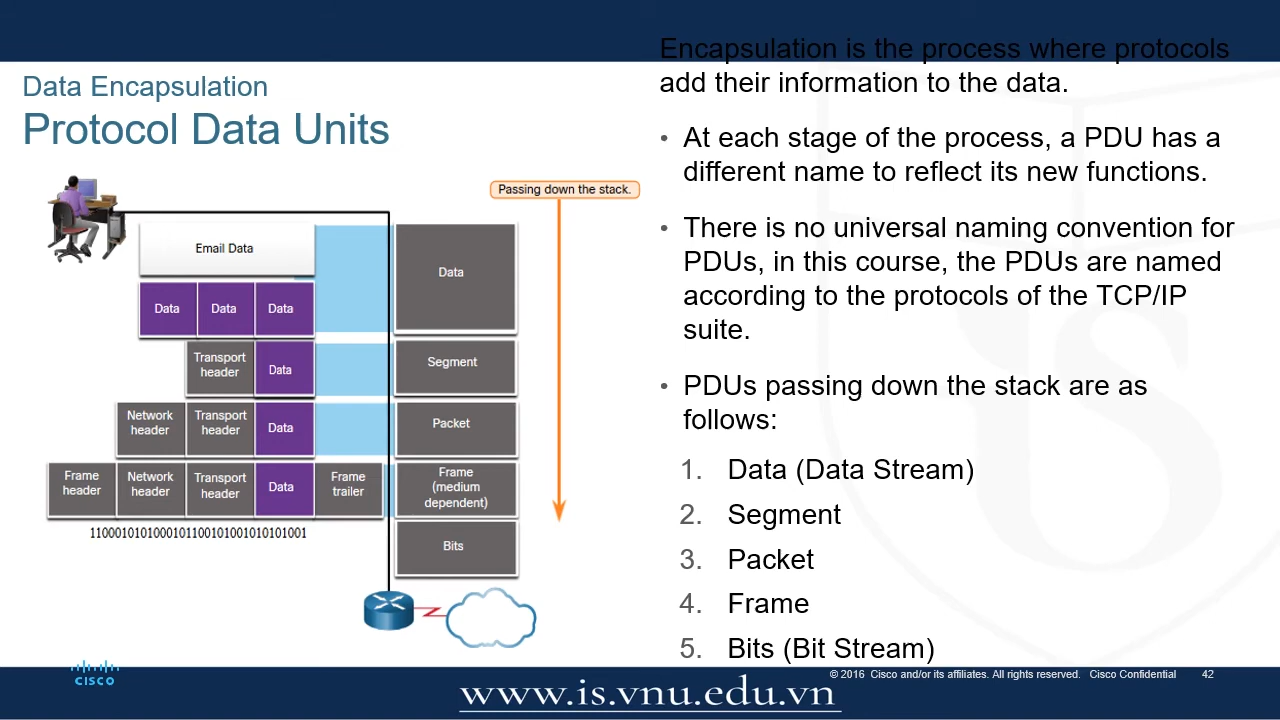 Data Encapsulation
Protocol Data Units
Passing down the stack.
Email Data
Data
Data
Data
Data
Transport
header
Data
Segment
Network
header
Transport
header
Data
Packet
Frame
header
Network
header
Transport
header
Data
Frame
trailer
Frame
(medium
dependent)
1100010101000101100101001010101001
Bits
Encapsulation is the process where protocols
add their information to the data.
• At each stage of the process, a PDU has a
different name to reflect its new functions.
• There is no universal naming convention for
PDUs, in this course, the PDUs are named
according to the protocols of the TCP/IP
suite.
• PDUs passing down the stack are as
follows:
1. Data (Data Stream)
2. Segment
3. Packet
4. Frame
5. Bits (Bit Stream)
CISCO
© 2016 Cisco and/or its affiliates. All rights reserved. Cisco Confidential 42
www.is.vnu.edu.vn